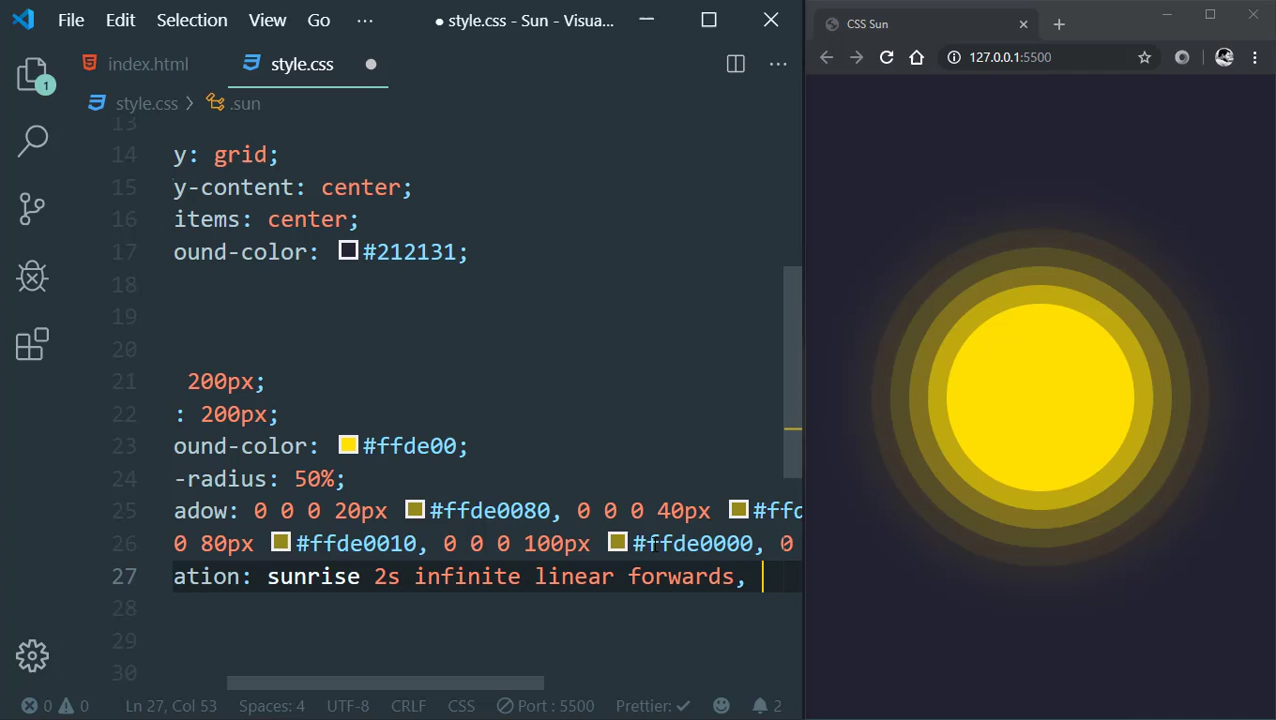 File Edit Selection View Go ··· ● style.css - Sun - Visua...
CSS Sun
127.0.0.1:5500
1
index.html
style.css ●
style.css > .sun
13
14 y: grid;
15 y-content: center;
16 items: center;
17 ound-color: #212131;
18
19
20
21 200px;
22 : 200px;
23 ound-color: #ffde00;
24 -radius: 50%;
25 adow: 0 0 0 20px #ffde0080, 0 0 0 40px #ffd
26 0 80px #ffde0010, 0 0 0 100px #ffde0000, 0
27 ation: sunrise 2s infinite linear forwards,
28
29
30
0 0 Ln 27, Col 53 Spaces: 4 UTF-8 CRLF CSS Port : 5500 Prettier: ✓ 2